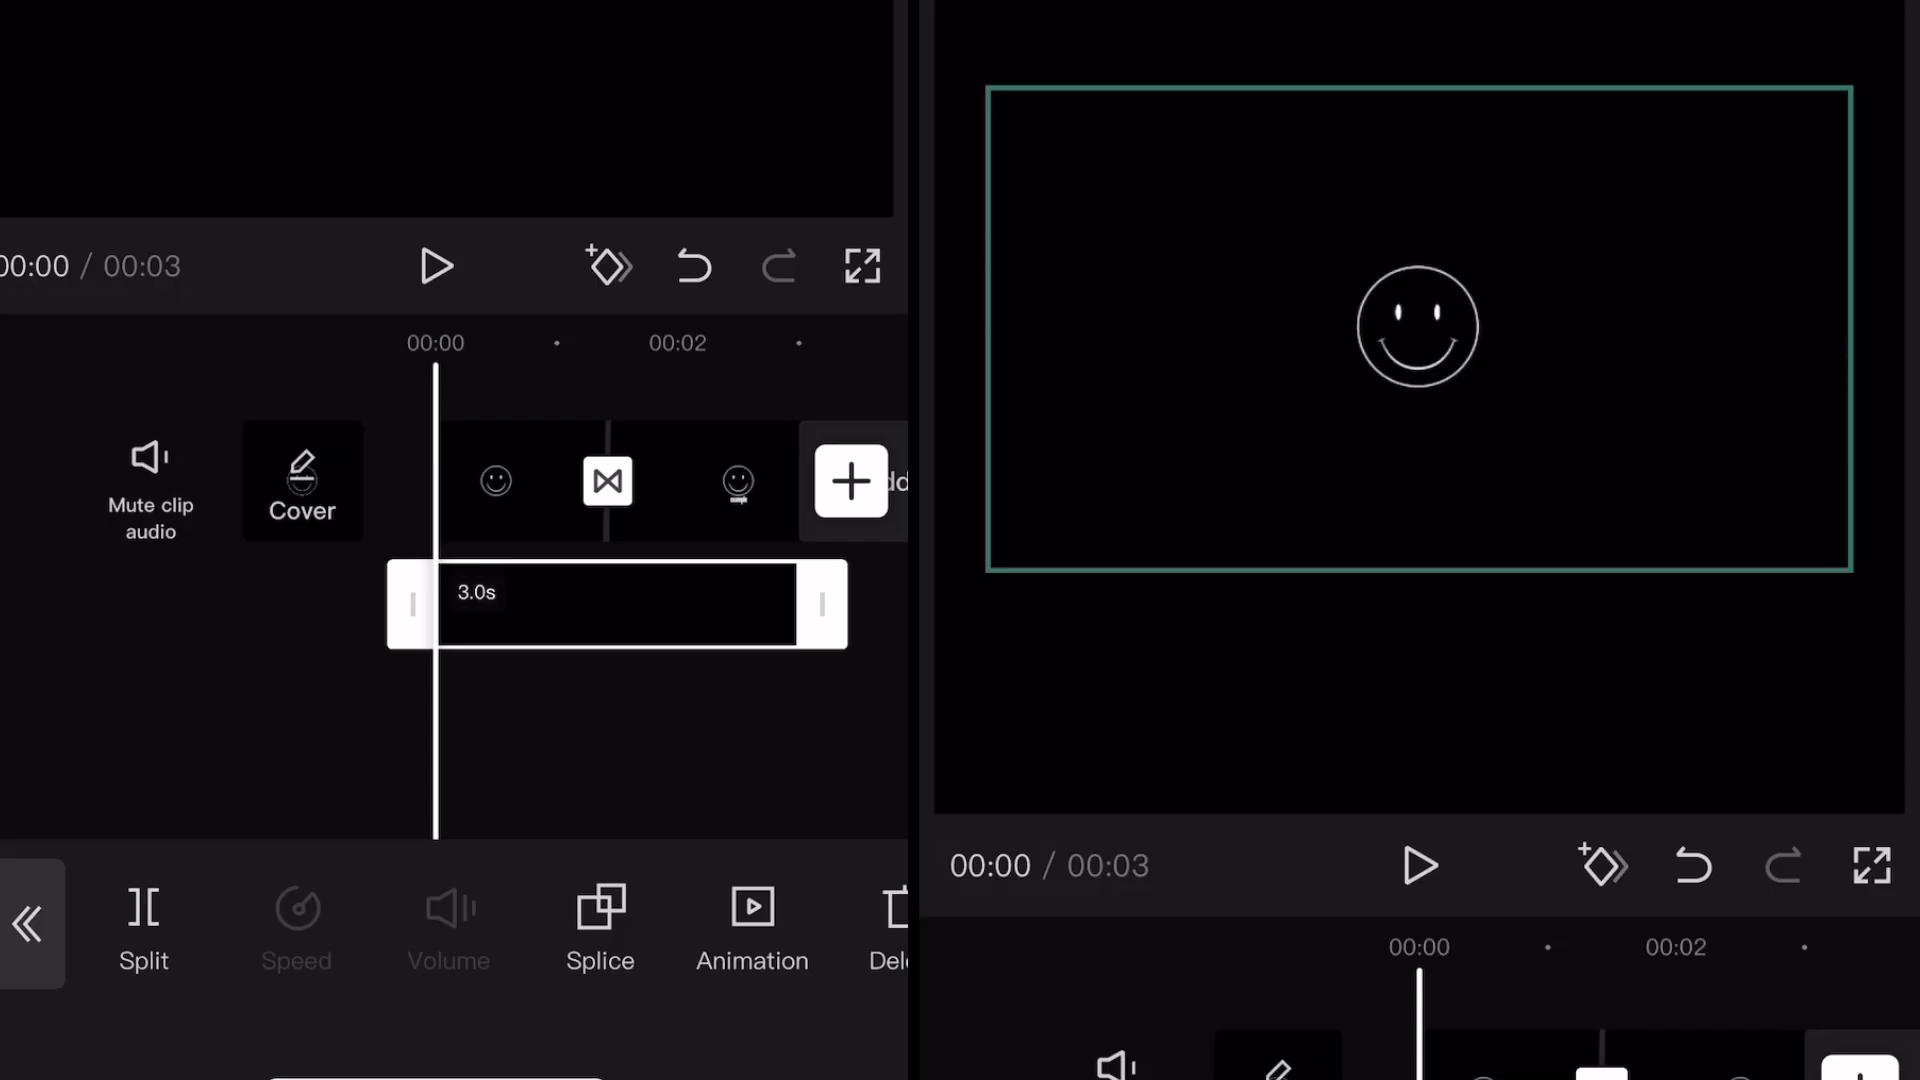 00:00 / 00:03
00:00
00:02
Mute clip
audio
Cover
3.0s
Split
Speed
Volume
Splice
Animation
00:00 / 00:03
00:00
00:02